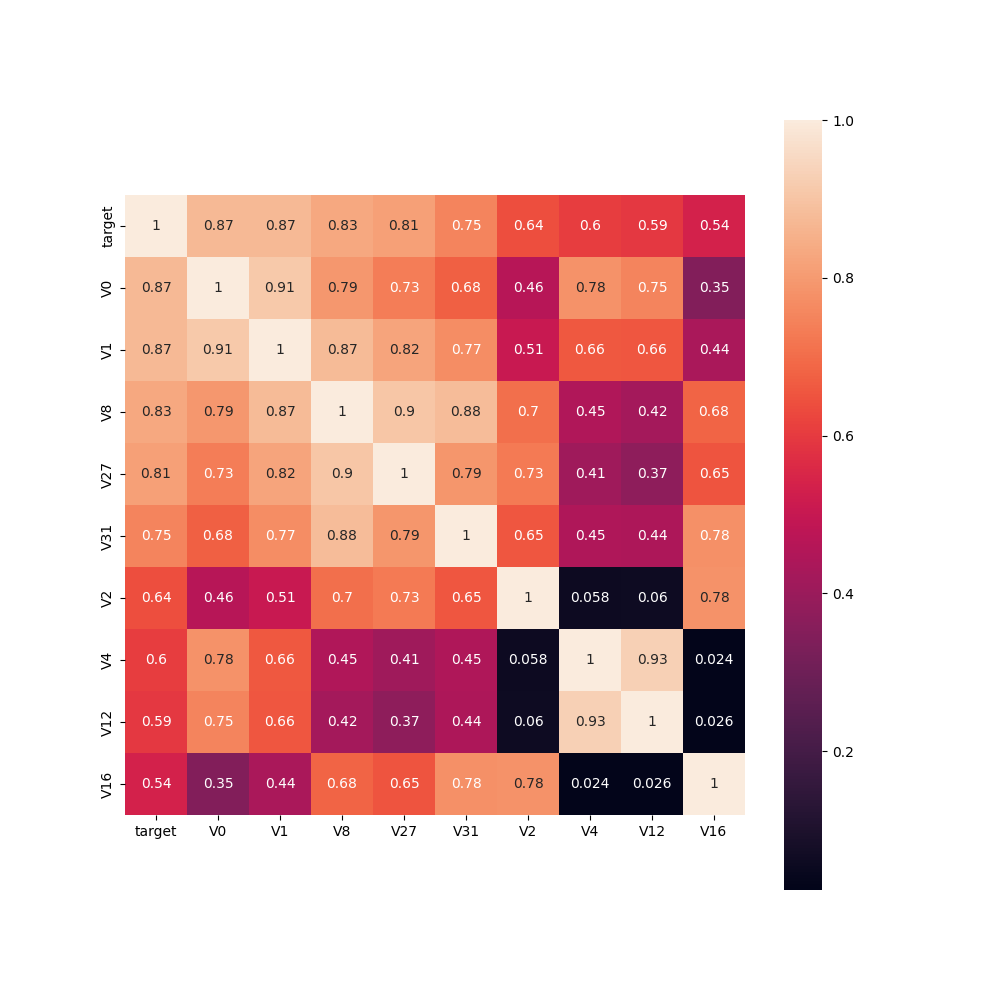 target 1 0.87 0.87 0.83 0.81 0.75 0.64 0.6 0.59 0.54
V0 0.87 1 0.91 0.79 0.73 0.68 0.46 0.78 0.75 0.35
V1 0.87 0.91 1 0.87 0.82 0.77 0.51 0.66 0.66 0.44
V8 0.83 0.79 0.87 1 0.9 0.88 0.7 0.45 0.42 0.68
V27 0.81 0.73 0.82 0.9 1 0.79 0.73 0.41 0.37 0.65
V31 0.75 0.68 0.77 0.88 0.79 1 0.65 0.45 0.44 0.78
V2 0.64 0.46 0.51 0.7 0.73 0.65 1 0.058 0.06 0.78
V4 0.6 0.78 0.66 0.45 0.41 0.45 0.058 1 0.93 0.024
V12 0.59 0.75 0.66 0.42 0.37 0.44 0.06 0.93 1 0.026
V16 0.54 0.35 0.44 0.68 0.65 0.78 0.78 0.024 0.026 1
target V0 V1 V8 V27 V31 V2 V4 V12 V16
1.0
0.8
0.6
0.4
0.2